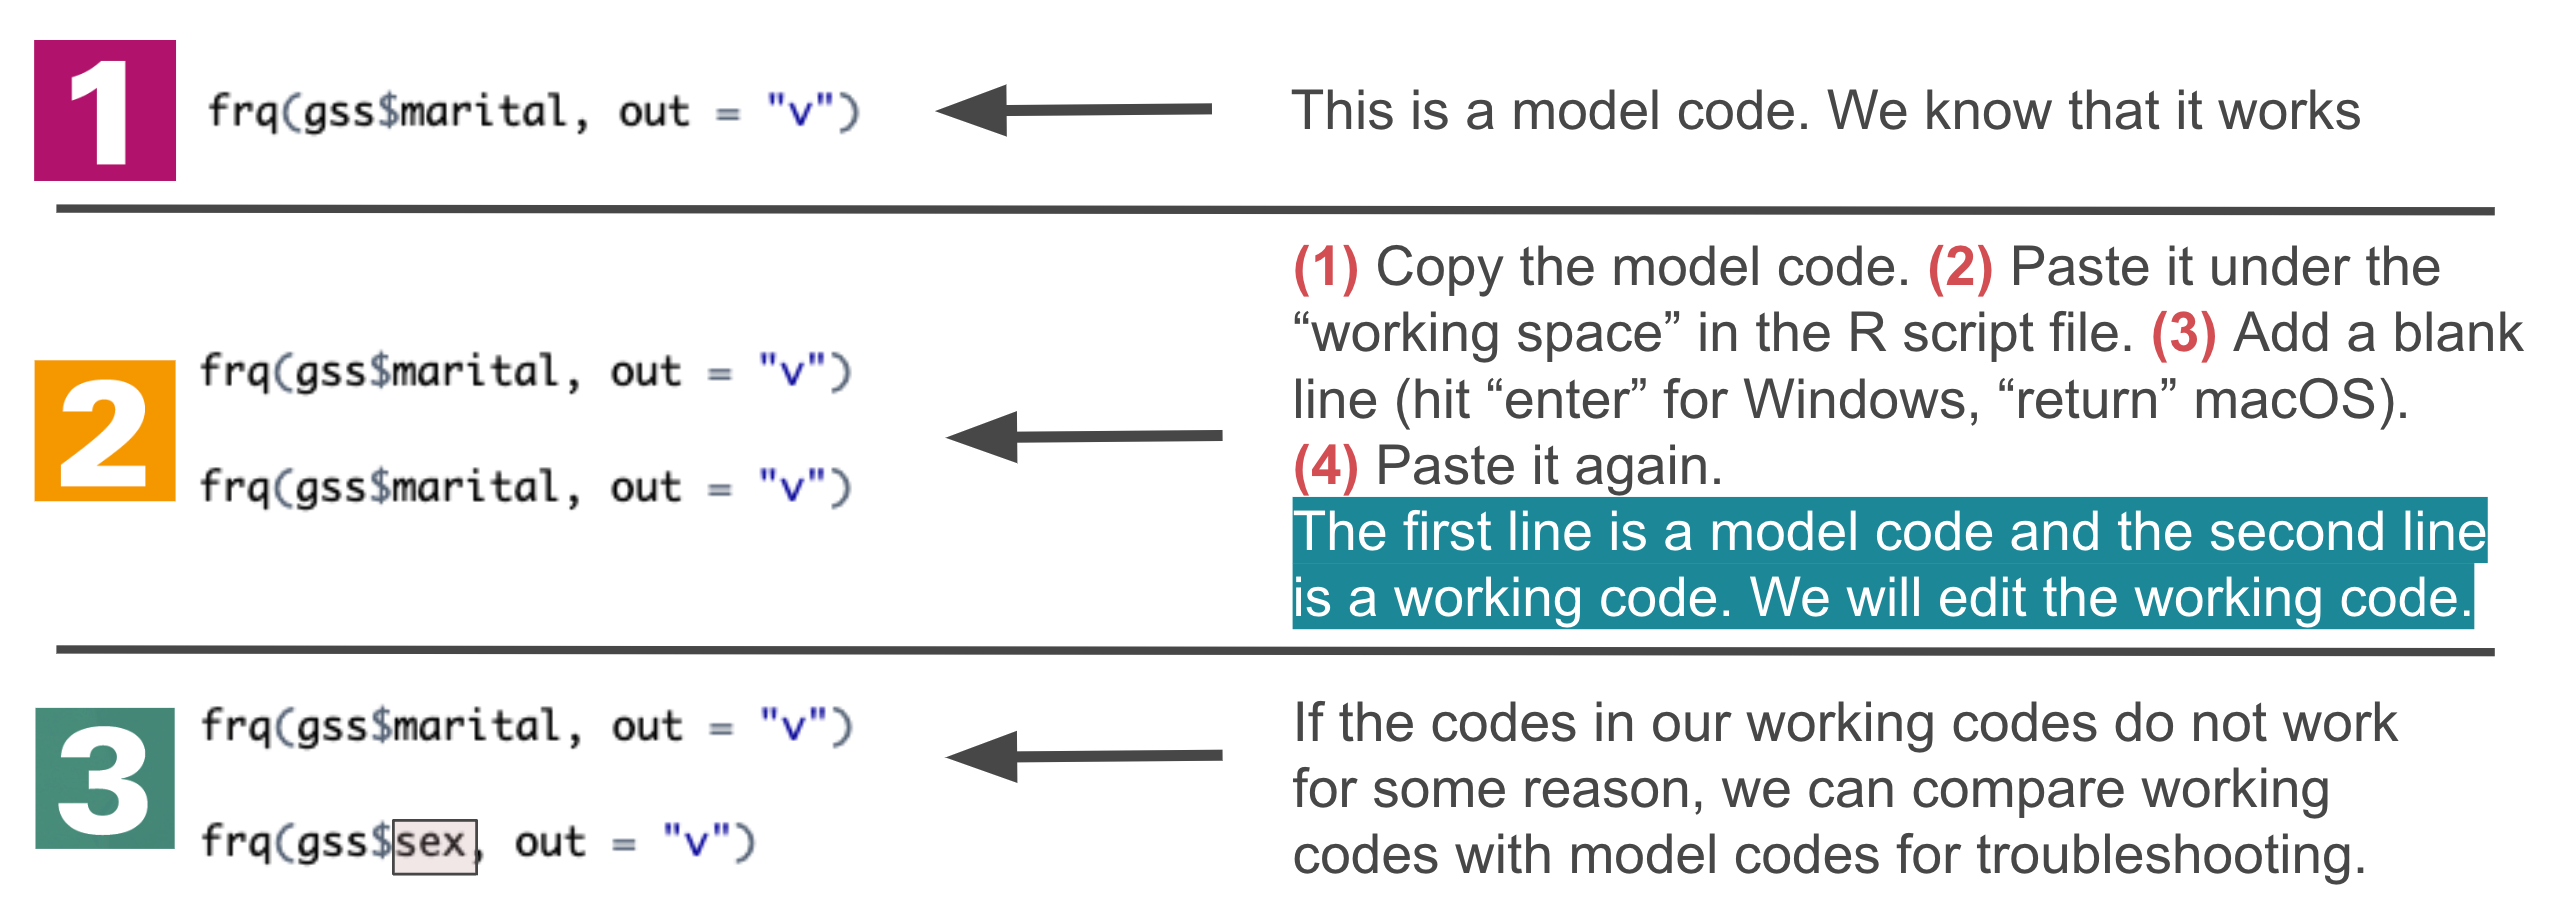 1
frq(gss$marital, out = "v")
This is a model code. We know that it works
2
frq(gss$marital, out = "v")
frq(gss$marital, out = "v")
(1) Copy the model code. (2) Paste it under the
“working space” in the R script file. (3) Add a blank
line (hit “enter” for Windows, “return” macOS).
(4) Paste it again.
The first line is a model code and the second line
is a working code. We will edit the working code.
3
frq(gss$marital, out = "v")
frq(gss$sex, out = "v")
If the codes in our working codes do not work
for some reason, we can compare working
codes with model codes for troubleshooting.